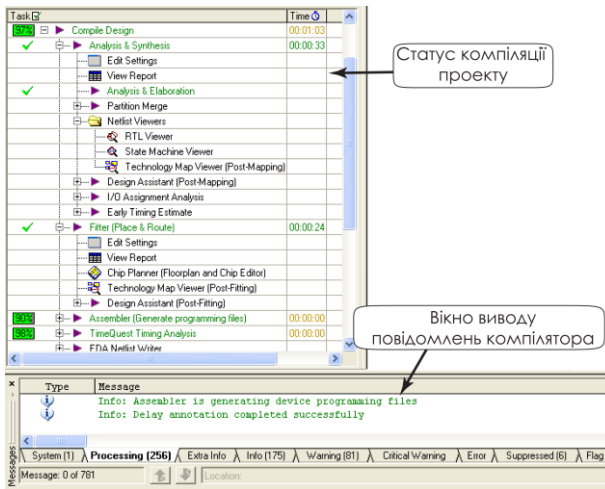 Task Time
97% Compile Design 00:01:03
Analysis & Synthesis 00:00:33
Edit Settings
View Report
Analysis & Elaboration
Partition Merge
Netlist Viewers
RTL Viewer
State Machine Viewer
Technology Map Viewer (Post-Mapping)
Design Assistant (Post-Mapping)
I/O Assignment Analysis
Early Timing Estimate
Fitter (Place & Route) 00:00:24
Edit Settings
View Report
Chip Planner (Floorplan and Chip Editor)
Technology Map Viewer (Post-Fitting)
Design Assistant (Post-Fitting)
90% Assembler (Generate programming files) 00:00:00
98% TimeQuest Timing Analysis 00:00:00
EDA Netlist Writer
Статус компіляції
проекту
Вікно виводу
повідомлень компілятора
Type Message
Info: Assembler is generating device programming files
Info: Delay annotation completed successfully
System (1) Processing (256) Extra Info Info (175) Warning (81) Critical Warning Error Suppressed (6) Flag
Messages
Message: 0 of 781 Location: